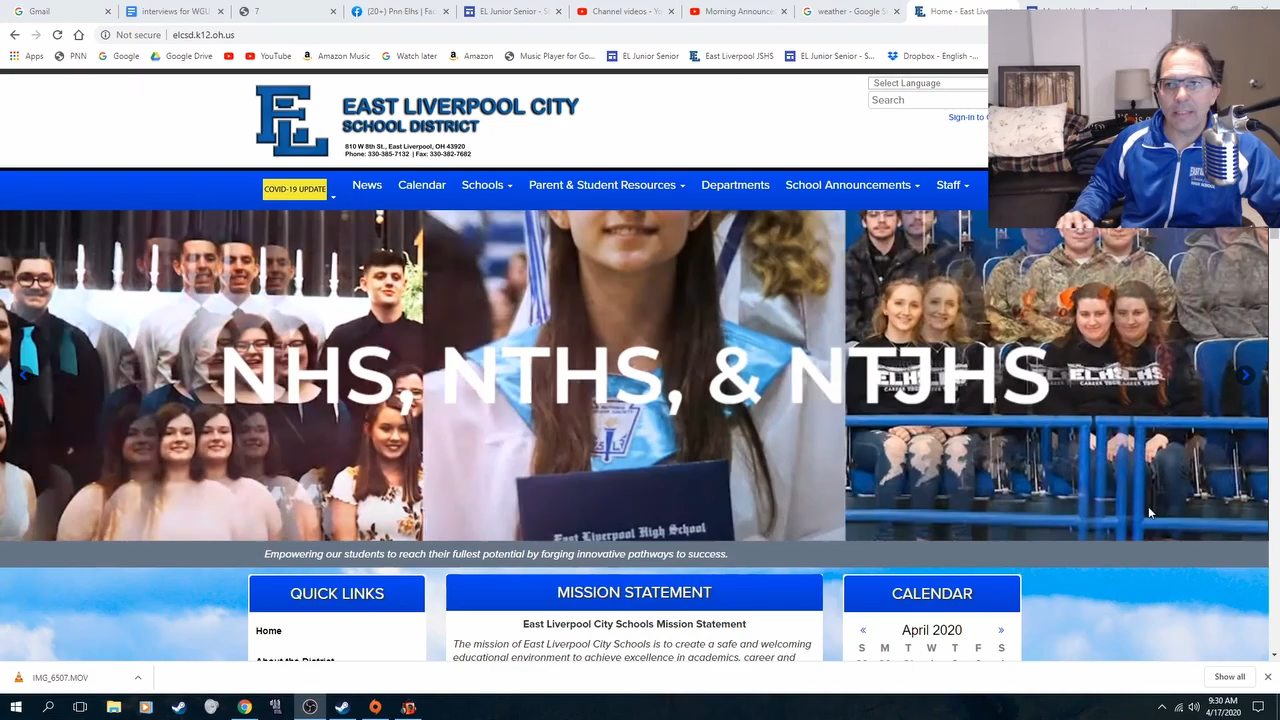 Gmail
interviews for WGU
7
(20+) Pnn Elhs | Fac
EL Junior Senior - S
Channel videos - Yo
Morning Announce
weather - Google S
Home - East Liv
Not secure | elcsd.k12.oh.us
Apps
PNN
Google
Google Drive
YouTube
Amazon Music
Watch later
Amazon
Music Player for Go...
EL Junior Senior
East Liverpool JSHS
EL Junior Senior - S...
Dropbox - English -...
EL
EAST LIVERPOOL CITY
SCHOOL DISTRICT
810 W 8th St., East Liverpool, OH 43920
Phone: 330-385-7132 | Fax: 330-382-7682
Select Language
Search
Sign-in to
COVID-19 UPDATE
News
Calendar
Schools
Parent & Student Resources
Departments
School Announcements
Staff
NHS, NTHS, & NTJHS
ELHS
East Liverpool High School
Empowering our students to reach their fullest potential by forging innovative pathways to success.
QUICK LINKS
Home
About the District
MISSION STATEMENT
East Liverpool City Schools Mission Statement
The mission of East Liverpool City Schools is to create a safe and welcoming
educational environment to achieve excellence in academics, career and
CALENDAR
« April 2020 »
S M T W T F S
IMG_6507.MOV
Show all
9:30 AM
4/17/2020